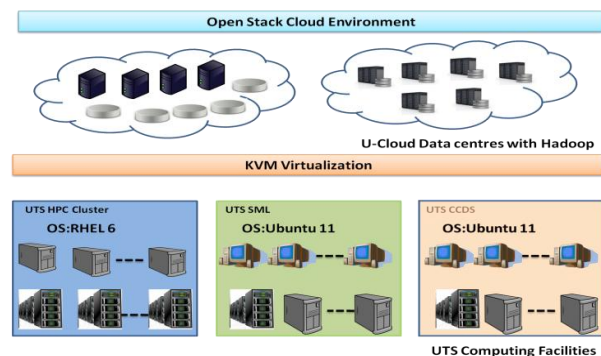 Open Stack Cloud Environment
U-Cloud Data centres with Hadoop
KVM Virtualization
UTS HPC Cluster
OS:RHEL 6
UTS SML
OS:Ubuntu 11
UTS CCDS
OS:Ubuntu 11
UTS Computing Facilities